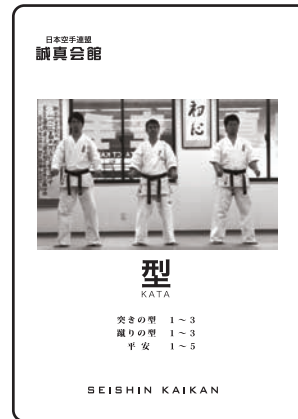 日本空手連盟
誠真会館
初心
型
KATA
突きの型 1～3
蹴りの型 1～3
平安 1～5
SEISHIN KAIKAN